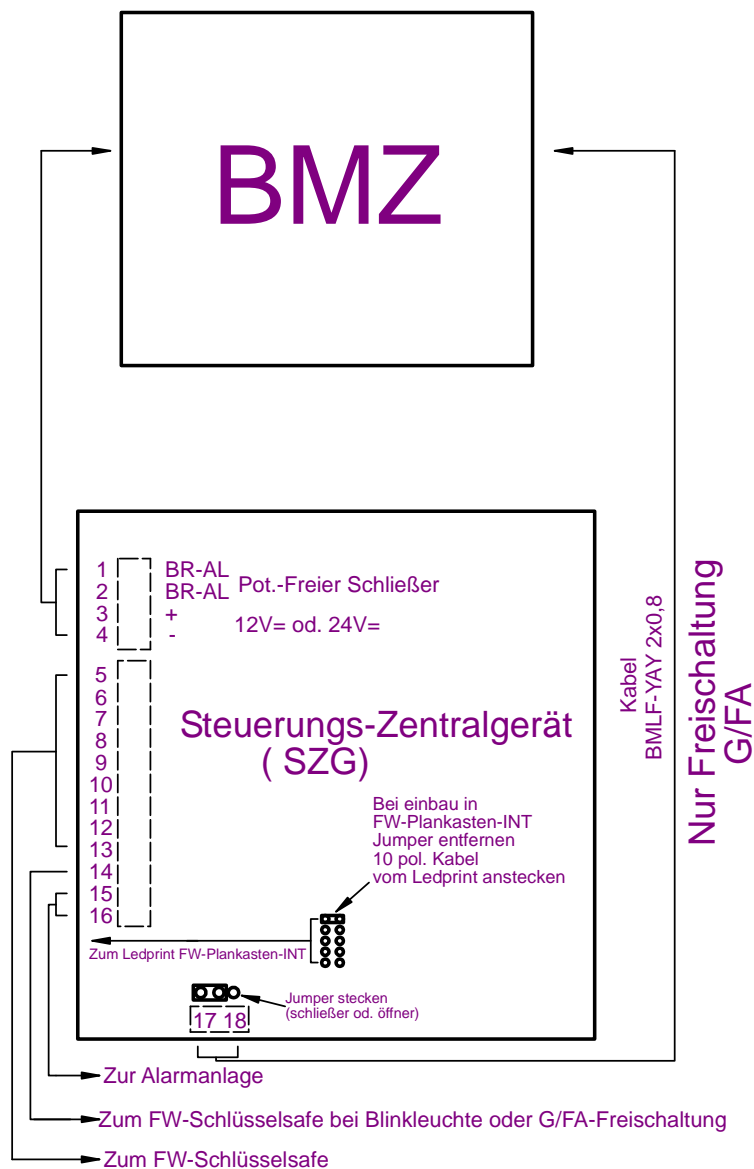 BMZ
1 BR-AL
2 BR-AL Pot.-Freier Schließer
3 +
4 - 12V= od. 24V=
5
6
7
8
9
10
11
12
13
14
15
16
Steuerungs-Zentralgerät
( SZG)
Bei einbau in
FW-Plankasten-INT
Jumper entfernen
10 pol. Kabel
vom Ledprint anstecken
Zum Ledprint FW-Plankasten-INT
Jumper stecken
(schließer od. öffner)
17 18
Kabel
BMLF-YAY 2x0,8
Nur Freischaltung
G/FA
Zur Alarmanlage
Zum FW-Schlüsselsafe bei Blinkleuchte oder G/FA-Freischaltung
Zum FW-Schlüsselsafe